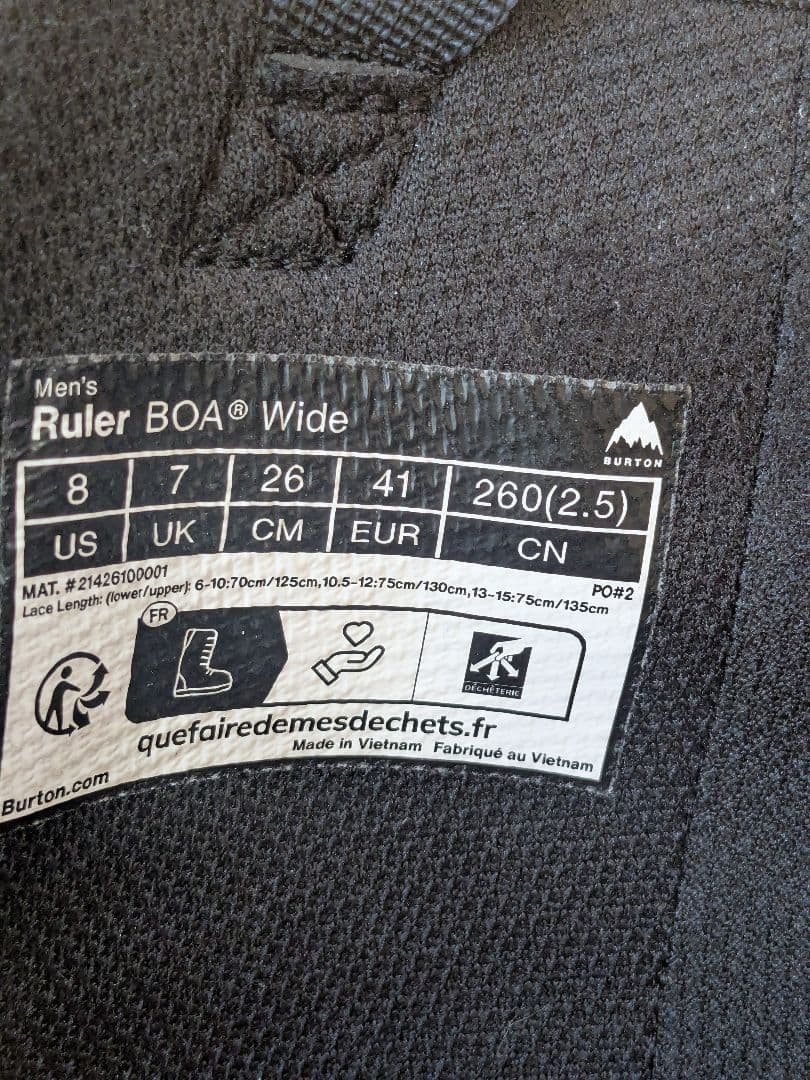 Men's
Ruler BOA® Wide
BURTON
8 7 26 41 260(2.5)
US UK CM EUR CN
MAT. #21426100001 PO#2
Lace Length: (lower/upper): 6-10:70cm/125cm,10.5-12:75cm/130cm,13-15:75cm/135cm
FR
DÉCHÈTERIE
quefairedemesdechets.fr
Made in Vietnam Fabriqué au Vietnam
Burton.com